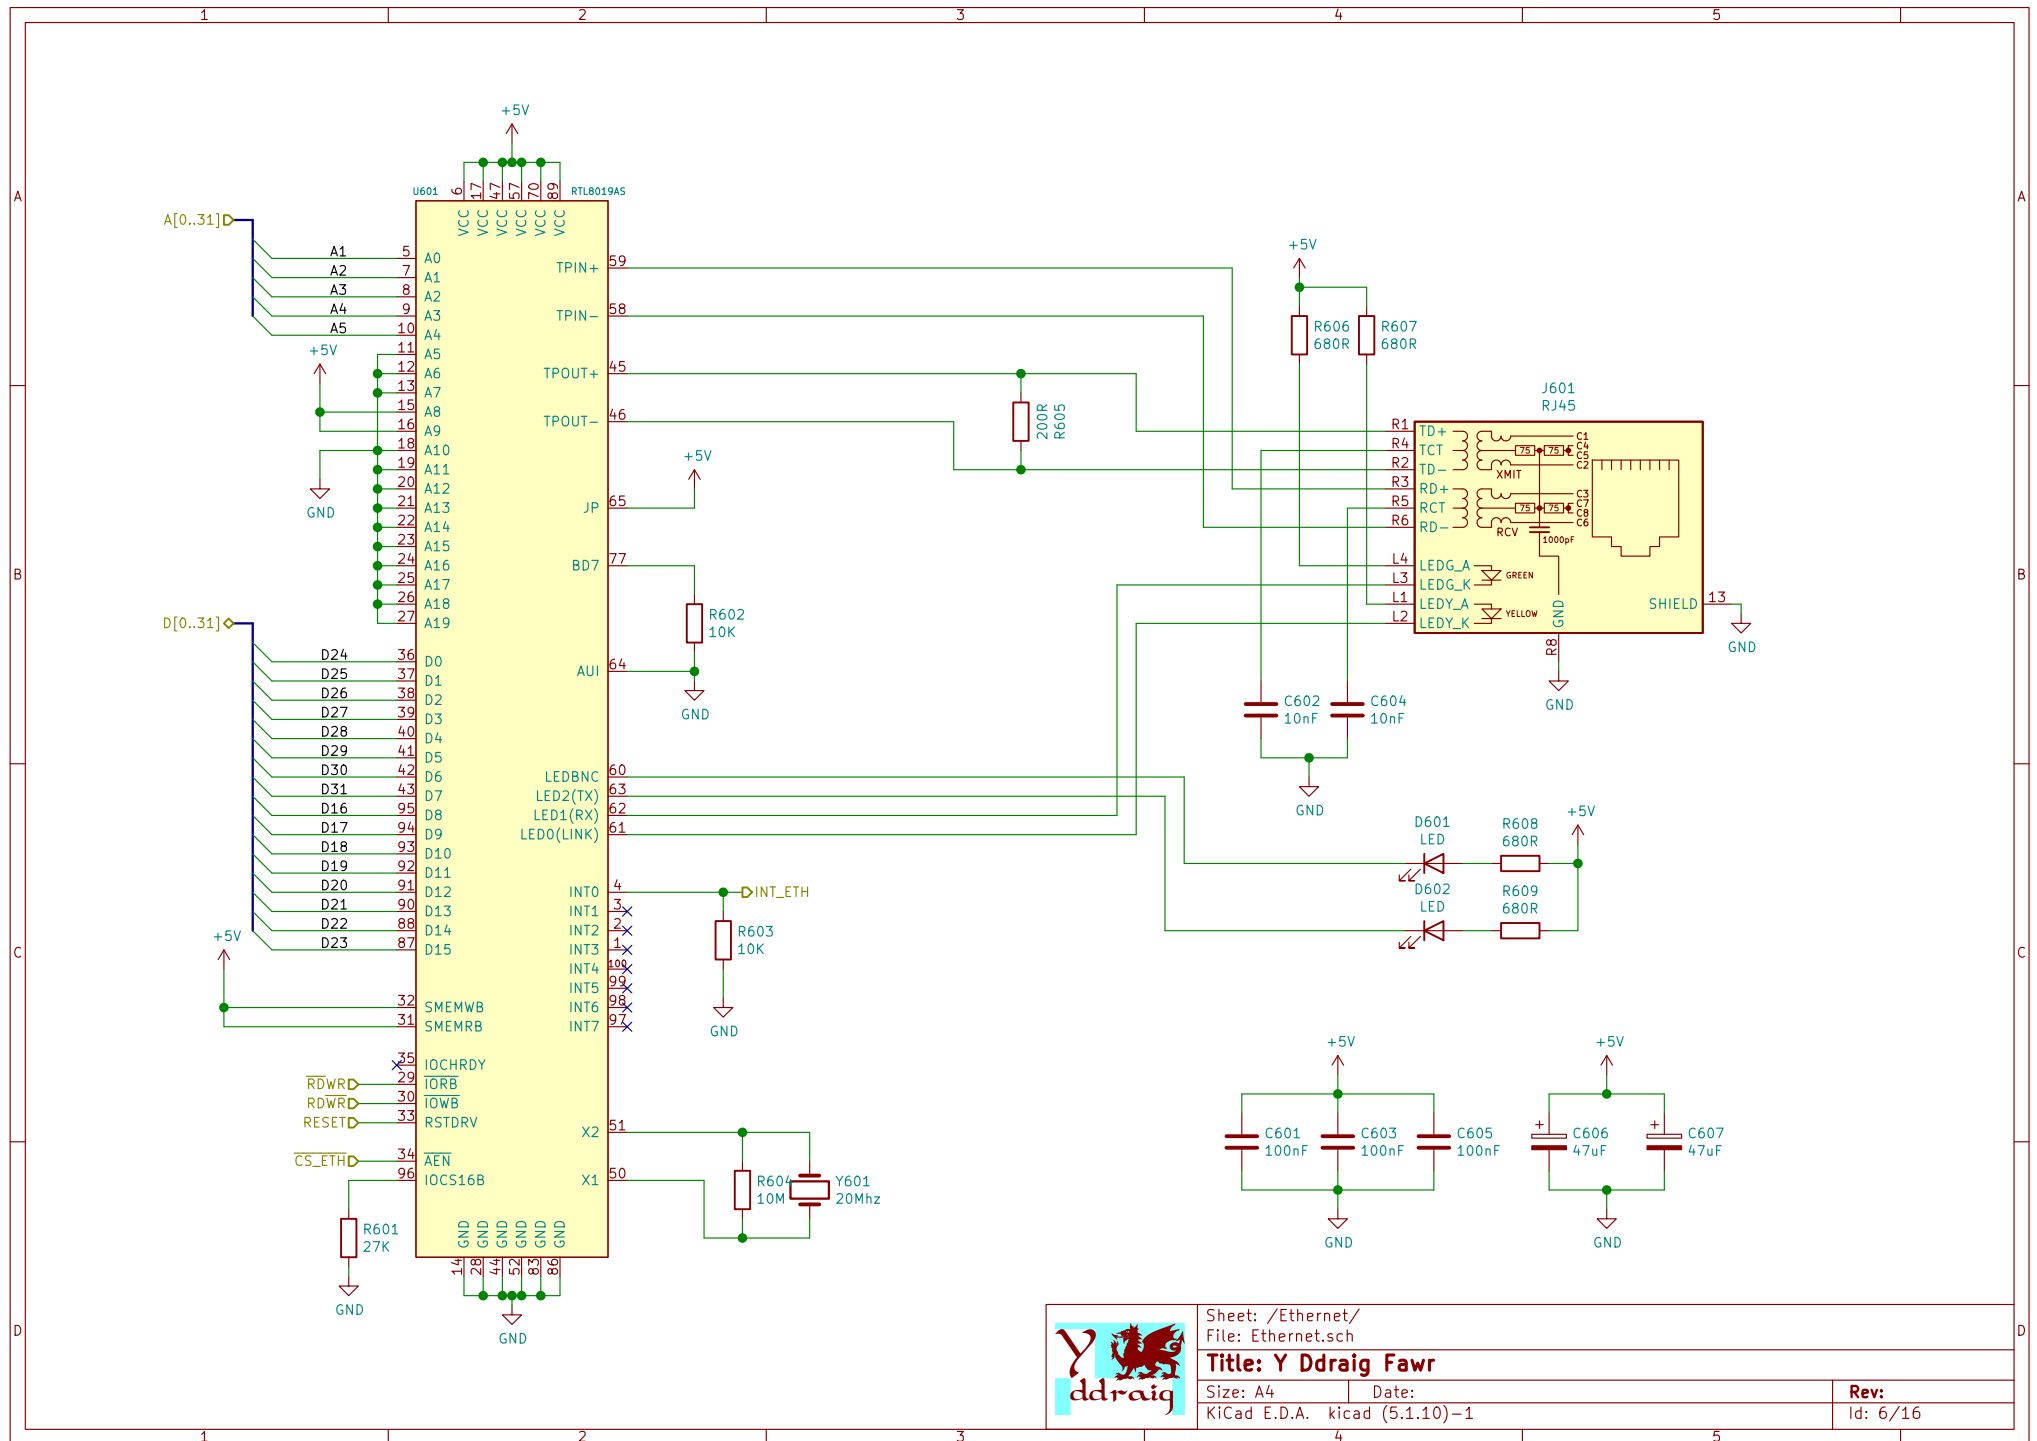 1 2 3 4 5
A
B
C
D
A
B
C
D
+5V
U601
RTL8019AS
6 17 47 57 70 89
VCC VCC VCC VCC VCC VCC
A[0..31]
A1 5 A0
A2 7 A1
A3 8 A2
A4 9 A3
A5 10 A4
11 A5
12 A6
13 A7
15 A8
16 A9
18 A10
19 A11
20 A12
21 A13
22 A14
23 A15
24 A16
25 A17
26 A18
27 A19
+5V
GND
D[0..31]
D24 36 D0
D25 37 D1
D26 38 D2
D27 39 D3
D28 40 D4
D29 41 D5
D30 42 D6
D31 43 D7
D16 95 D8
D17 94 D9
D18 93 D10
D19 92 D11
D20 91 D12
D21 90 D13
D22 88 D14
D23 87 D15
+5V
32 SMEMWB
31 SMEMRB
35 IOCHRDY
RDWR 29 IORB
RDWR 30 IOWB
RESET 33 RSTDRV
CS_ETH 34 AEN
96 IOCS16B
R601
27K
GND
GND GND GND GND GND GND
14 28 44 52 83 86
GND
TPIN+ 59
TPIN- 58
TPOUT+ 45
TPOUT- 46
JP 65
+5V
BD7 77
R602
10K
AUI 64
GND
LEDBNC 60
LED2(TX) 63
LED1(RX) 62
LED0(LINK) 61
INT0 4
INT_ETH
INT1 3
INT2 2
INT3 1
INT4 100
INT5 99
INT6 98
INT7 97
R603
10K
GND
X2 51
X1 50
R604
10M
Y601
20Mhz
200R
R605
+5V
R606
680R
R607
680R
J601
RJ45
R1 TD+
R4 TCT
R2 TD-
R3 RD+
R5 RCT
R6 RD-
L4 LEDG_A
L3 LEDG_K
L1 LEDY_A
L2 LEDY_K
75 75
C1
C4
C5
C2
XMIT
75 75
C3
C7
C8
C6
RCV
1000pF
GREEN
YELLOW
GND
R8
GND
SHIELD 13
GND
C602
10nF
C604
10nF
GND
D601
LED
R608
680R
+5V
D602
LED
R609
680R
+5V
C601
100nF
C603
100nF
C605
100nF
GND
+5V
+
C606
47uF
+
C607
47uF
GND
Y
ddraig
Sheet: /Ethernet/
File: Ethernet.sch
Title: Y Ddraig Fawr
Size: A4 Date: Rev:
KiCad E.D.A. kicad (5.1.10)-1 Id: 6/16
1 2 3 4 5